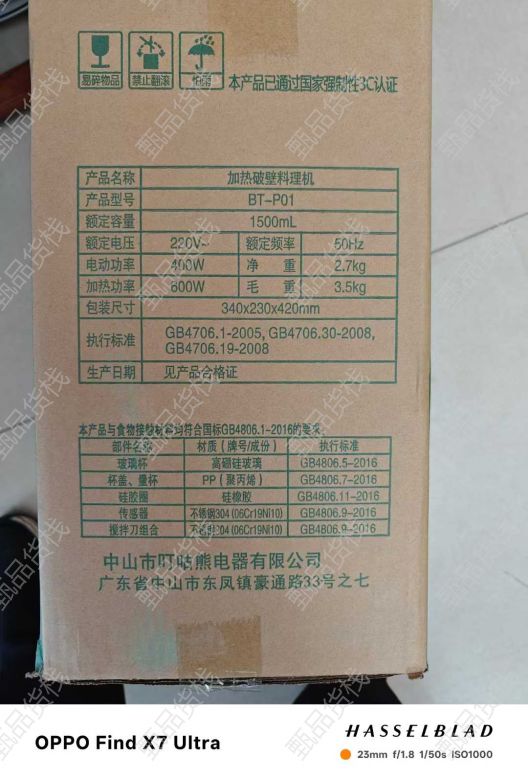 易碎物品 禁止翻滚 怕雨 本产品已通过国家强制性3C认证
产品名称 加热破壁料理机
产品型号 BT-P01
额定容量 1500mL
额定电压 220V~ 额定频率 50Hz
电动功率 400W 净 重 2.7kg
加热功率 800W 毛 重 3.5kg
包装尺寸 340x230x420mm
执行标准 GB4706.1-2005, GB4706.30-2008,
GB4706.19-2008
生产日期 见产品合格证
本产品与食物接触材料均符合国标GB4806.1-2016的要求
部件名称 材质(牌号/成份) 执行标准
玻璃杯 高硼硅玻璃 GB4806.5-2016
杯盖、量杯 PP(聚丙烯) GB4806.7-2016
硅胶圈 硅橡胶 GB4806.11-2016
传感器 不锈钢304(06Cr19Ni10) GB4806.9-2016
搅拌刀组合 不锈钢304(06Cr19Ni10) GB4806.9-2016
中山市叮咕熊电器有限公司
广东省中山市东凤镇豪通路33号之七
甄品货栈
OPPO Find X7 Ultra
HASSELBLAD
23mm f/1.8 1/50s ISO1000